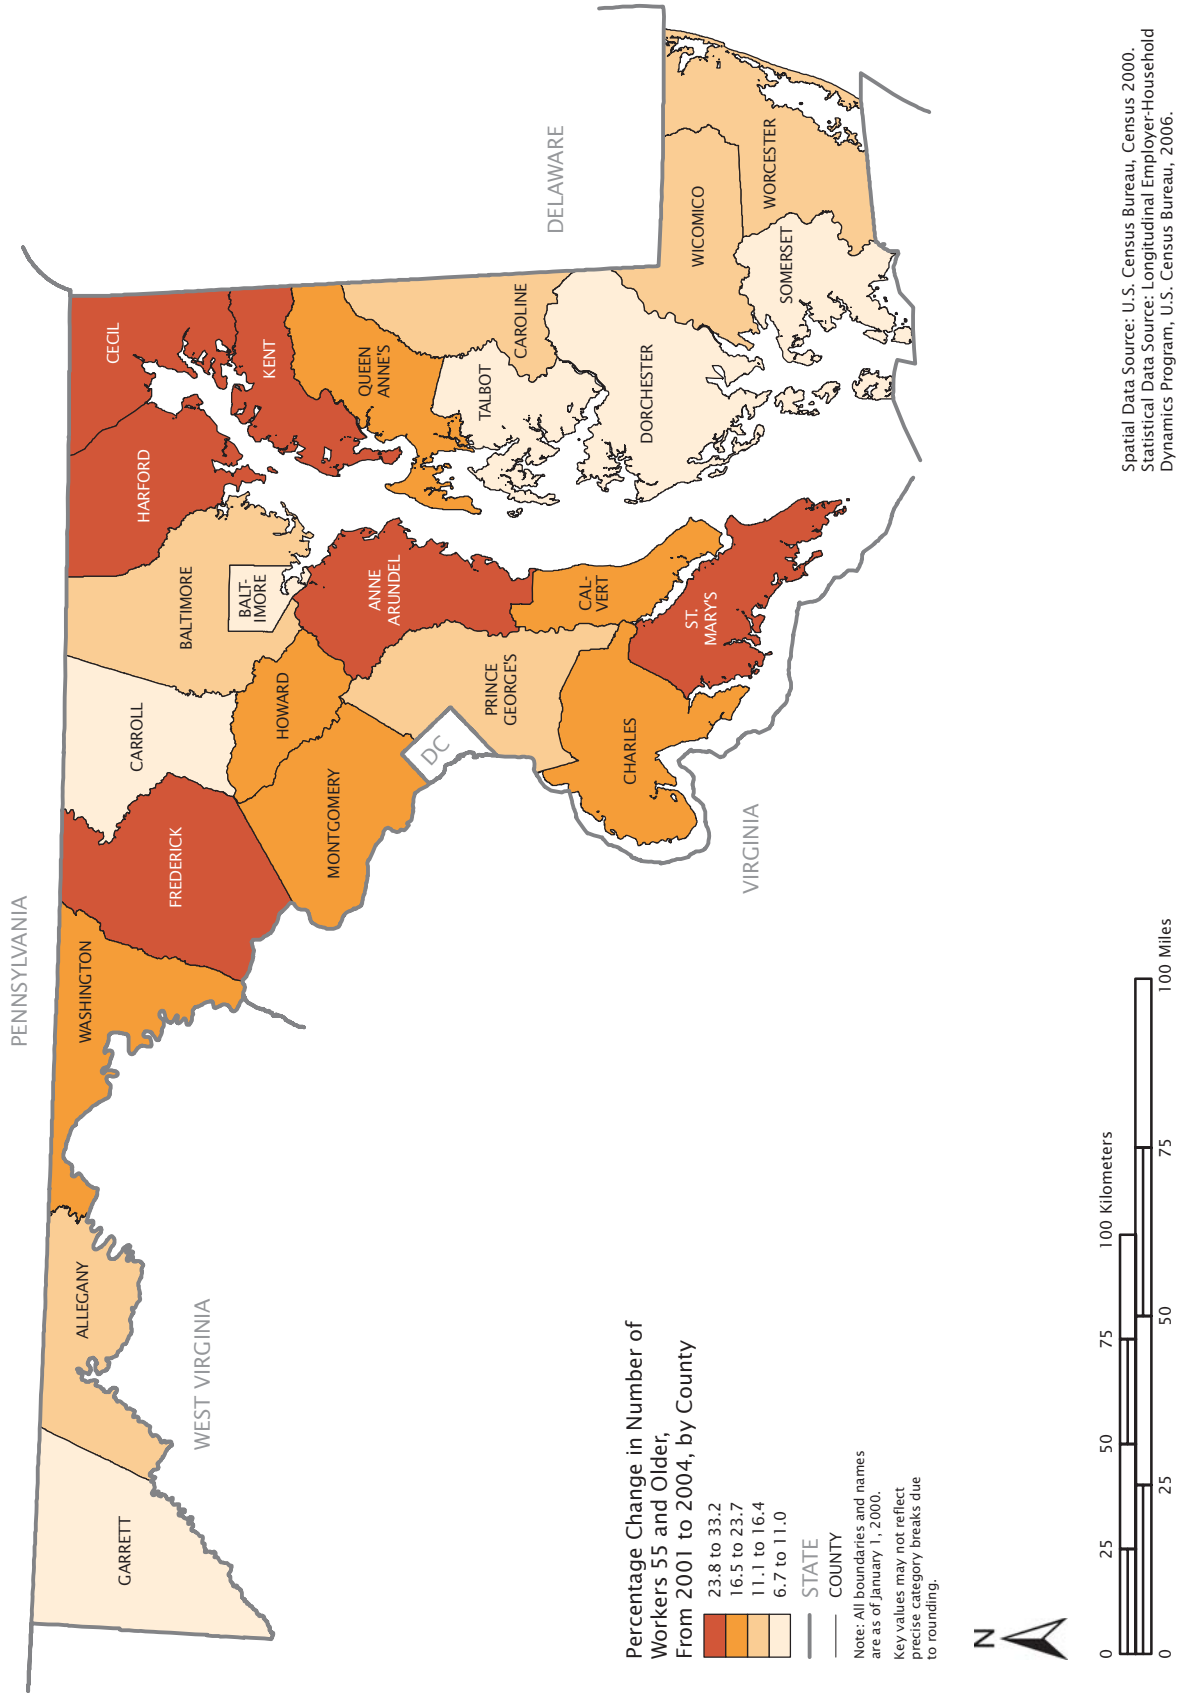 PENNSYLVANIA
GARRETT
ALLEGANY
WASHINGTON
FREDERICK
CARROLL
BALTIMORE
BALT-
IMORE
HARFORD
CECIL
KENT
QUEEN
ANNE'S
HOWARD
MONTGOMERY
ANNE
ARUNDEL
PRINCE
GEORGE'S
CAL-
VERT
CHARLES
ST.
MARY'S
TALBOT
CAROLINE
DORCHESTER
WICOMICO
SOMERSET
WORCESTER
DC
DELAWARE
WEST VIRGINIA
VIRGINIA
Percentage Change in Number of
Workers 55 and Older,
From 2001 to 2004, by County
23.8 to 33.2
16.5 to 23.7
11.1 to 16.4
6.7 to 11.0
STATE
COUNTY
Note: All boundaries and names
are as of January 1, 2000.
Key values may not reflect
precise category breaks due
to rounding.
N
0 25 50 75 100 Kilometers
0 25 50 75 100 Miles
Spatial Data Source: U.S. Census Bureau, Census 2000.
Statistical Data Source: Longitudinal Employer-Household
Dynamics Program, U.S. Census Bureau, 2006.